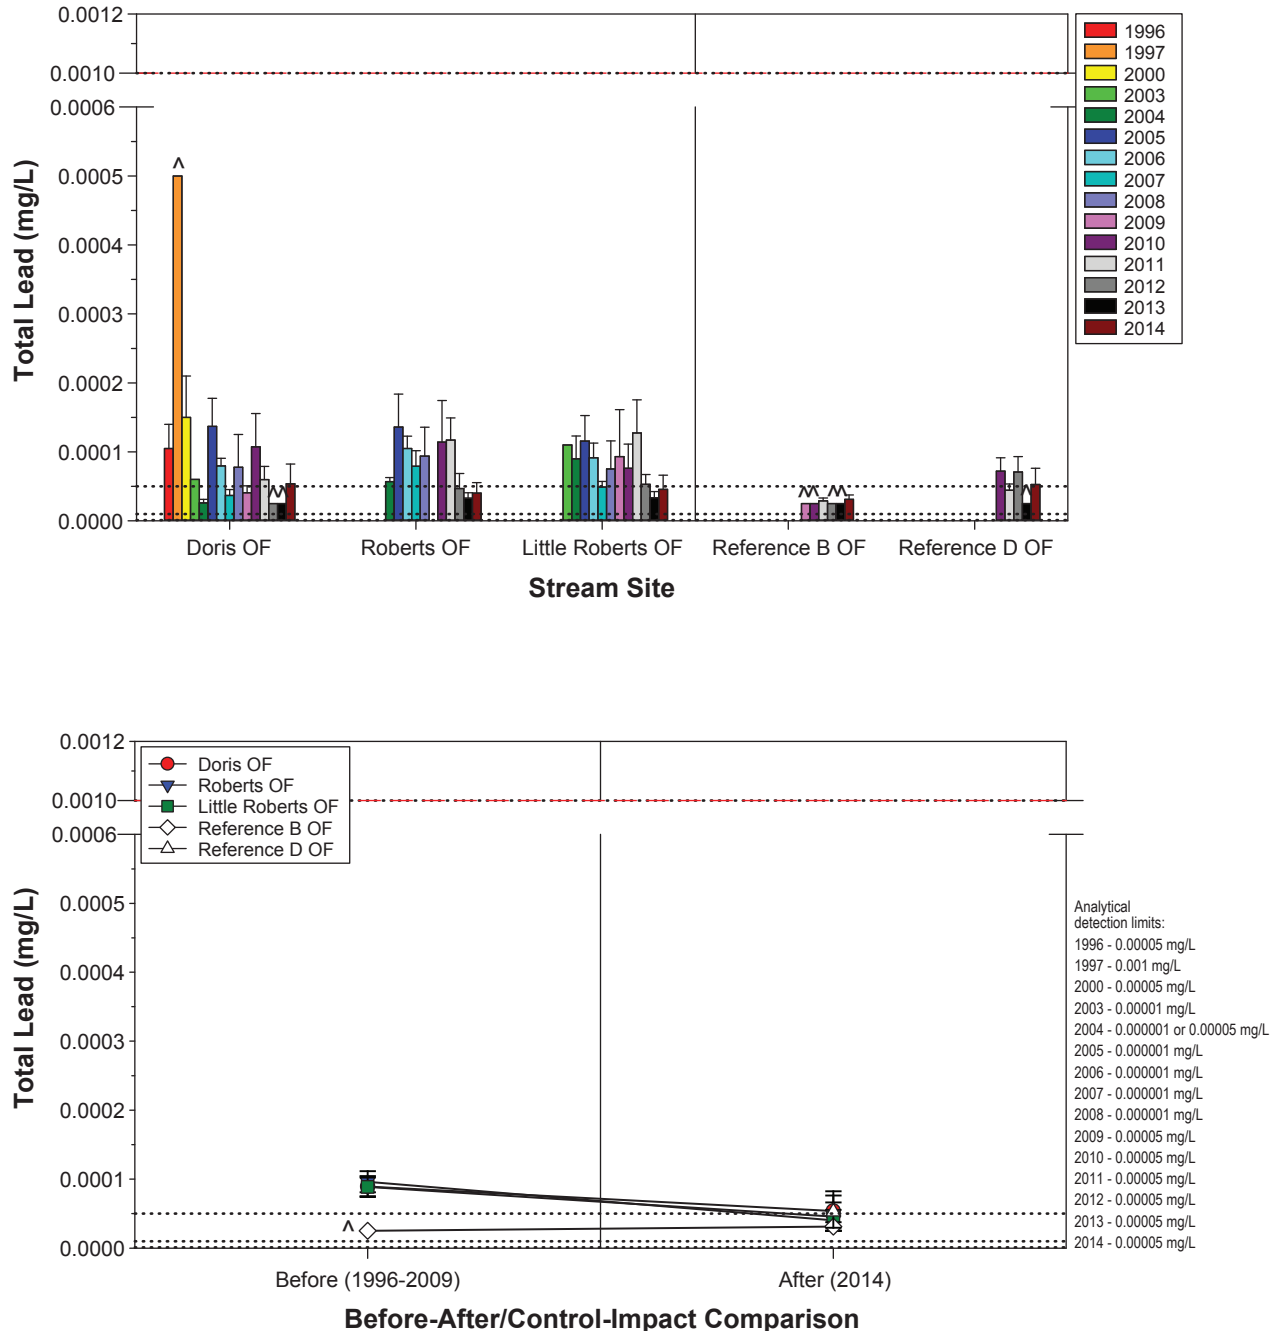 0.0012
0.0010
0.0006
0.0005
0.0004
0.0003
0.0002
0.0001
0.0000
Total Lead (mg/L)
^
^^
^^ ^^
^
Doris OF
Roberts OF
Little Roberts OF
Reference B OF
Reference D OF
Stream Site
1996
1997
2000
2003
2004
2005
2006
2007
2008
2009
2010
2011
2012
2013
2014
0.0012
0.0010
0.0006
0.0005
0.0004
0.0003
0.0002
0.0001
0.0000
Total Lead (mg/L)
Doris OF
Roberts OF
Little Roberts OF
Reference B OF
Reference D OF
^
Before (1996-2009)
After (2014)
Before-After/Control-Impact Comparison
Analytical
detection limits:
1996 - 0.00005 mg/L
1997 - 0.001 mg/L
2000 - 0.00005 mg/L
2003 - 0.00001 mg/L
2004 - 0.000001 or 0.00005 mg/L
2005 - 0.000001 mg/L
2006 - 0.000001 mg/L
2007 - 0.000001 mg/L
2008 - 0.000001 mg/L
2009 - 0.00005 mg/L
2010 - 0.00005 mg/L
2011 - 0.00005 mg/L
2012 - 0.00005 mg/L
2013 - 0.00005 mg/L
2014 - 0.00005 mg/L